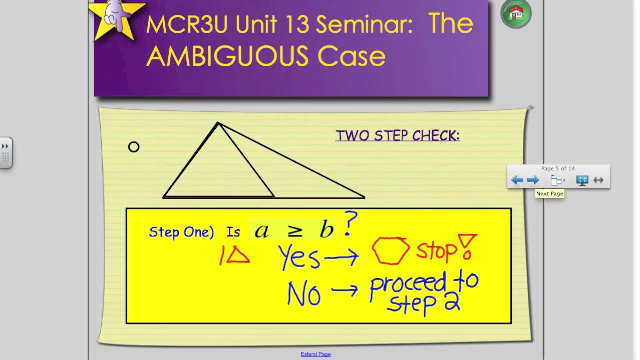 MCR3U Unit 13 Seminar: The
AMBIGUOUS Case
TWO STEP CHECK:
Page 5 of 14
Next Page
Step One) Is a ≥ b ?
1△ Yes → stop!
No → proceed to
step 2
Extend Page